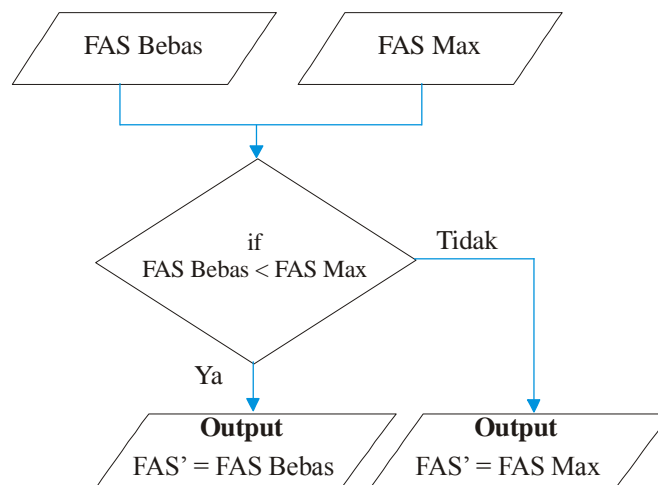 FAS Bebas
FAS Max
if
FAS Bebas < FAS Max
Tidak
Ya
Output
FAS’ = FAS Bebas
Output
FAS’ = FAS Max